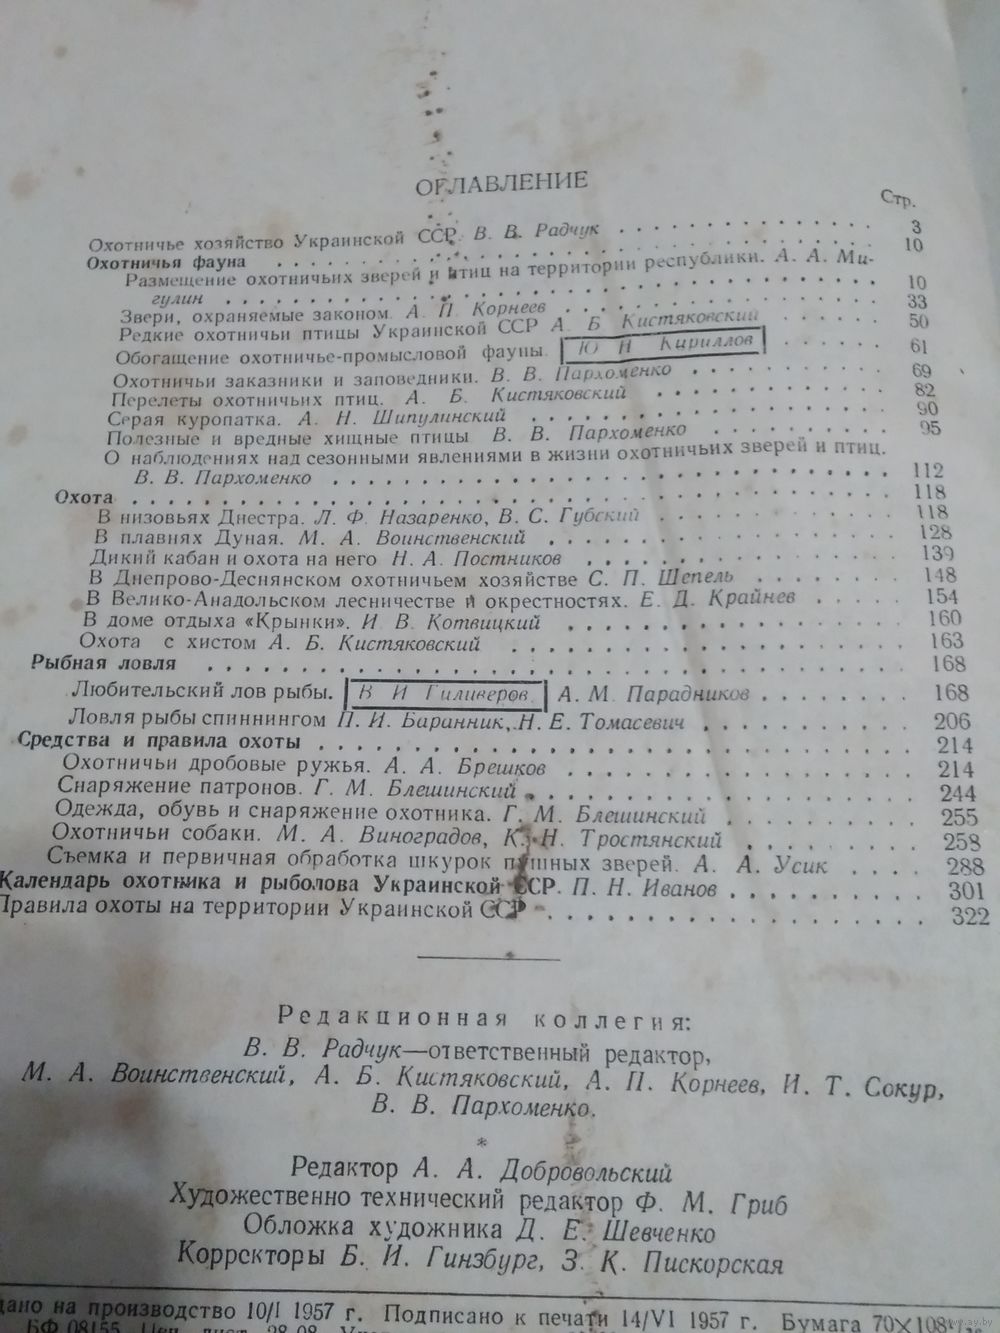 ОГЛАВЛЕНИЕ
Стр.
Охотничье хозяйство Украинской ССР. В. В. Радчук . . . . . . . . . . . . 3
Охотничья фауна . . . . . . . . . . . . 10
Размещение охотничьих зверей и птиц на территории республики. А. А. Ми-
гулин . . . . . . . . . . . . 10
Звери, охраняемые законом А. П. Корнеев . . . . . . . . . . . . 33
Редкие охотничьи птицы Украинской ССР А. Б. Кистяковский . . . . . . 50
Обогащение охотничье-промысловой фауны. Ю. Н. Кириллов . . . . . . 61
Охотничьи заказники и заповедники. В. В. Пархоменко . . . . . . . . . 69
Перелеты охотничьих птиц. А. Б. Кистяковский . . . . . . . . . 82
Серая куропатка. А. Н. Шипулинский . . . . . . . . . . . . 90
Полезные и вредные хищные птицы В. В. Пархоменко . . . . . . . . . 95
О наблюдениях над сезонными явлениями в жизни охотничьих зверей и птиц.
В. В. Пархоменко . . . . . . . . . . . . 112
Охота . . . . . . . . . . . . 118
В низовьях Днестра. Л. Ф. Назаренко, В. С. Губский . . . . . . . . . 118
В плавнях Дуная. М. А. Воинственский . . . . . . . . . . . . 128
Дикий кабан и охота на него Н. А. Постников . . . . . . . . . . . . 139
В Днепрово-Деснянском охотничьем хозяйстве С. П. Шепель . . . . . . . 148
В Велико-Анадольском лесничестве и окрестностях. Е. Д. Крайнев . . . . . 154
В доме отдыха «Крынки». И В. Котвицкий . . . . . . . . . . . . 160
Охота с хистом А. Б. Кистяковский . . . . . . . . . . . . 163
Рыбная ловля . . . . . . . . . . . . 168
Любительский лов рыбы. В И Гиливеров. А. М. Парадников . . . . . . 168
Ловля рыбы спиннингом П. И. Баранник, Н. Е. Томасевич . . . . . . . . 206
Средства и правила охоты . . . . . . . . . . . . 214
Охотничьи дробовые ружья. А. А. Брешков . . . . . . . . . . . . 214
Снаряжение патронов. Г. М. Блешинский . . . . . . . . . . . . 244
Одежда, обувь и снаряжение охотника. Г. М. Блешинский . . . . . . . . 255
Охотничьи собаки. М. А. Виноградов, К. Н. Тростянский . . . . . . . . 258
Съемка и первичная обработка шкурок пушных зверей. А. А. Усик . . . . 288
Календарь охотника и рыболова Украинской ССР. П. Н. Иванов . . . . . . . 301
Правила охоты на территории Украинской ССР . . . . . . . . . . . . 322
Редакционная коллегия:
В. В. Радчук—ответственный редактор,
М. А. Воинственский, А. Б. Кистяковский, А. П. Корнеев, И. Т. Сокур,
В. В. Пархоменко.
*
Редактор А. А. Добровольский
Художественно технический редактор Ф. М. Гриб
Обложка художника Д. Е. Шевченко
Корректоры Б. И. Гинзбург, З. К. Пискорская
дано на производство 10/I 1957 г. Подписано к печати 14/VI 1957 г. Бумага 70×108
БФ 08155
www.ay.by